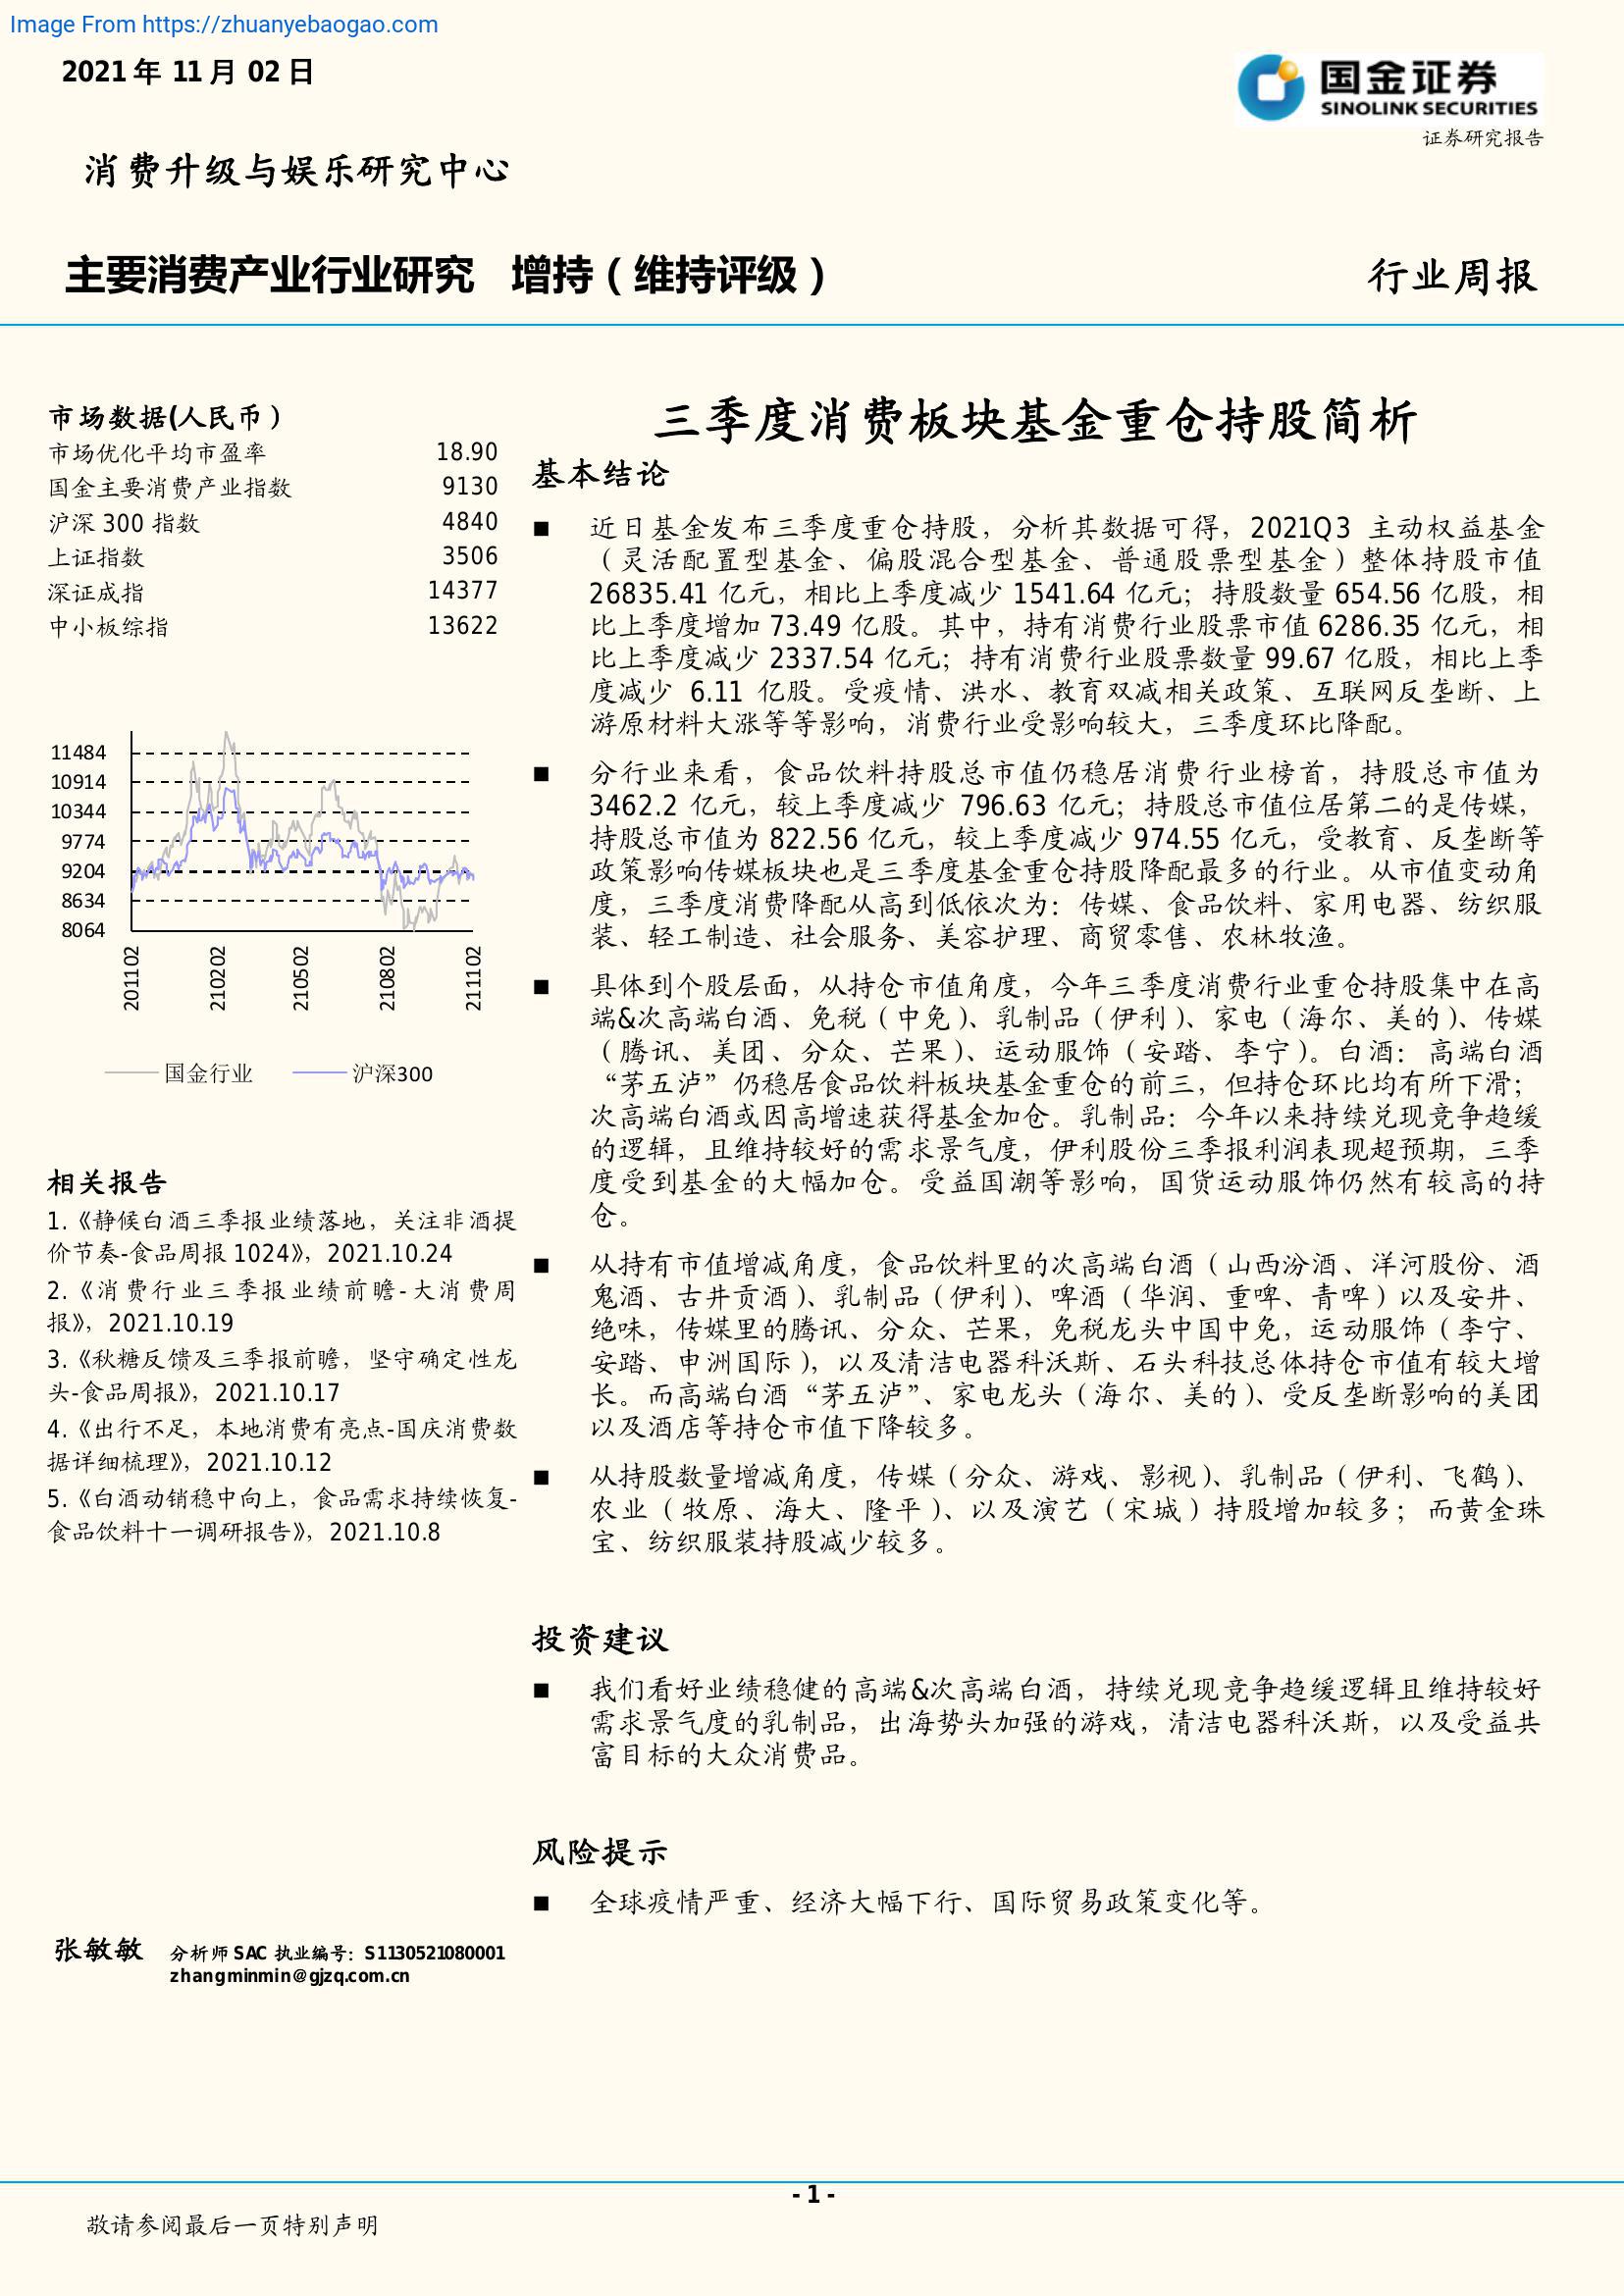 Image From https://zhuanyebaogao.com
2021 年 11 月 02 日
国金证券
SINOLINK SECURITIES
证券研究报告
消费升级与娱乐研究中心
主要消费产业行业研究 增持（维持评级）
行业周报
市场数据(人民币）
市场优化平均市盈率 18.90
国金主要消费产业指数 9130
沪深 300 指数 4840
上证指数 3506
深证成指 14377
中小板综指 13622
11484
10914
10344
9774
9204
8634
8064
201102
210202
210502
210802
211102
国金行业 沪深300
相关报告
1.《静候白酒三季报业绩落地，关注非酒提
价节奏-食品周报 1024》，2021.10.24
2.《消费行业三季报业绩前瞻-大消费周
报》，2021.10.19
3.《秋糖反馈及三季报前瞻，坚守确定性龙
头-食品周报》，2021.10.17
4.《出行不足，本地消费有亮点-国庆消费数
据详细梳理》，2021.10.12
5.《白酒动销稳中向上，食品需求持续恢复-
食品饮料十一调研报告》，2021.10.8
张敏敏 分析师 SAC 执业编号：S1130521080001
zhangminmin@gjzq.com.cn
三季度消费板块基金重仓持股简析
基本结论
■ 近日基金发布三季度重仓持股，分析其数据可得，2021Q3 主动权益基金
（灵活配置型基金、偏股混合型基金、普通股票型基金）整体持股市值
26835.41 亿元，相比上季度减少 1541.64 亿元；持股数量 654.56 亿股，相
比上季度增加 73.49 亿股。其中，持有消费行业股票市值 6286.35 亿元，相
比上季度减少 2337.54 亿元；持有消费行业股票数量 99.67 亿股，相比上季
度减少 6.11 亿股。受疫情、洪水、教育双减相关政策、互联网反垄断、上
游原材料大涨等等影响，消费行业受影响较大，三季度环比降配。
■ 分行业来看，食品饮料持股总市值仍稳居消费行业榜首，持股总市值为
3462.2 亿元，较上季度减少 796.63 亿元；持股总市值位居第二的是传媒，
持股总市值为 822.56 亿元，较上季度减少 974.55 亿元，受教育、反垄断等
政策影响传媒板块也是三季度基金重仓持股降配最多的行业。从市值变动角
度，三季度消费降配从高到低依次为：传媒、食品饮料、家用电器、纺织服
装、轻工制造、社会服务、美容护理、商贸零售、农林牧渔。
■ 具体到个股层面，从持仓市值角度，今年三季度消费行业重仓持股集中在高
端&次高端白酒、免税（中免）、乳制品（伊利）、家电（海尔、美的）、传媒
（腾讯、美团、分众、芒果）、运动服饰（安踏、李宁）。白酒：高端白酒
“茅五泸”仍稳居食品饮料板块基金重仓的前三，但持仓环比均有所下滑；
次高端白酒或因高增速获得基金加仓。乳制品：今年以来持续兑现竞争趋缓
的逻辑，且维持较好的需求景气度，伊利股份三季报利润表现超预期，三季
度受到基金的大幅加仓。受益国潮等影响，国货运动服饰仍然有较高的持
仓。
■ 从持有市值增减角度，食品饮料里的次高端白酒（山西汾酒、洋河股份、酒
鬼酒、古井贡酒）、乳制品（伊利）、啤酒（华润、重啤、青啤）以及安井、
绝味，传媒里的腾讯、分众、芒果，免税龙头中国中免，运动服饰（李宁、
安踏、申洲国际），以及清洁电器科沃斯、石头科技总体持仓市值有较大增
长。而高端白酒“茅五泸”、家电龙头（海尔、美的）、受反垄断影响的美团
以及酒店等持仓市值下降较多。
■ 从持股数量增减角度，传媒（分众、游戏、影视）、乳制品（伊利、飞鹤）、
农业（牧原、海大、隆平）、以及演艺（宋城）持股增加较多；而黄金珠
宝、纺织服装持股减少较多。
投资建议
■ 我们看好业绩稳健的高端&次高端白酒，持续兑现竞争趋缓逻辑且维持较好
需求景气度的乳制品，出海势头加强的游戏，清洁电器科沃斯，以及受益共
富目标的大众消费品。
风险提示
■ 全球疫情严重、经济大幅下行、国际贸易政策变化等。
- 1 -
敬请参阅最后一页特别声明